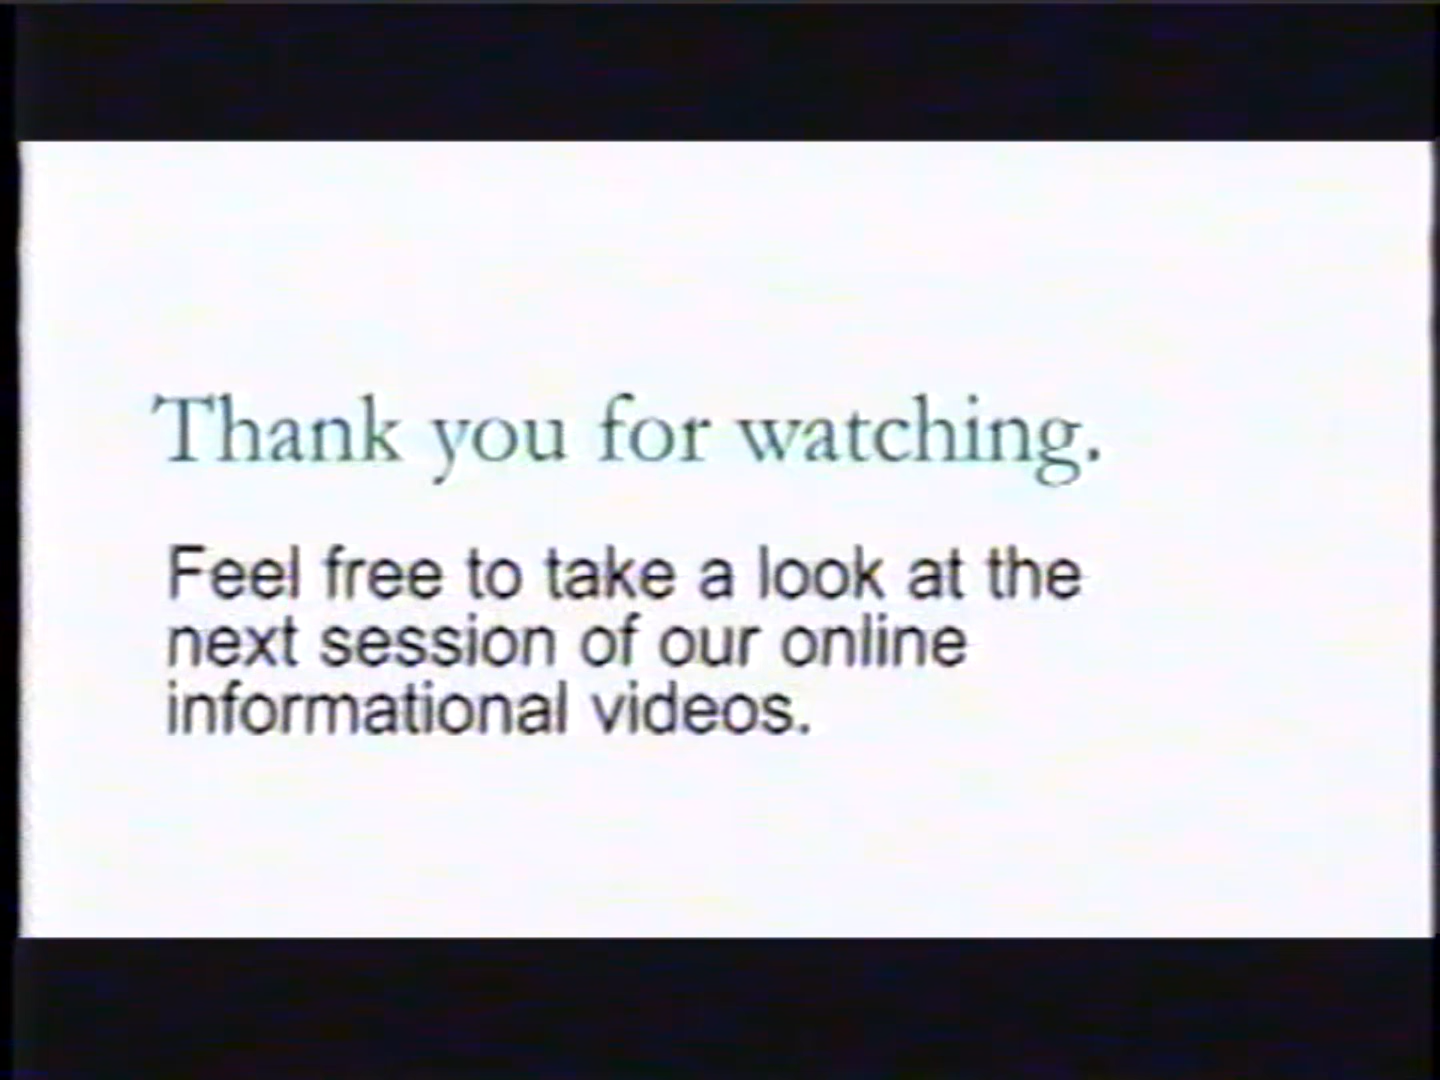 Thank you for watching.
Feel free to take a look at the
next session of our online
informational videos.